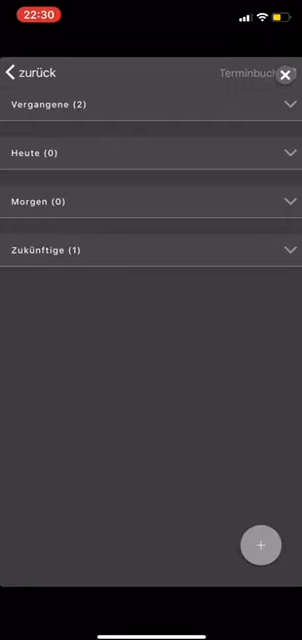 22:30
zurück
Vergangene (2)
Heute (0)
Morgen (0)
Zukünftige (1)
+